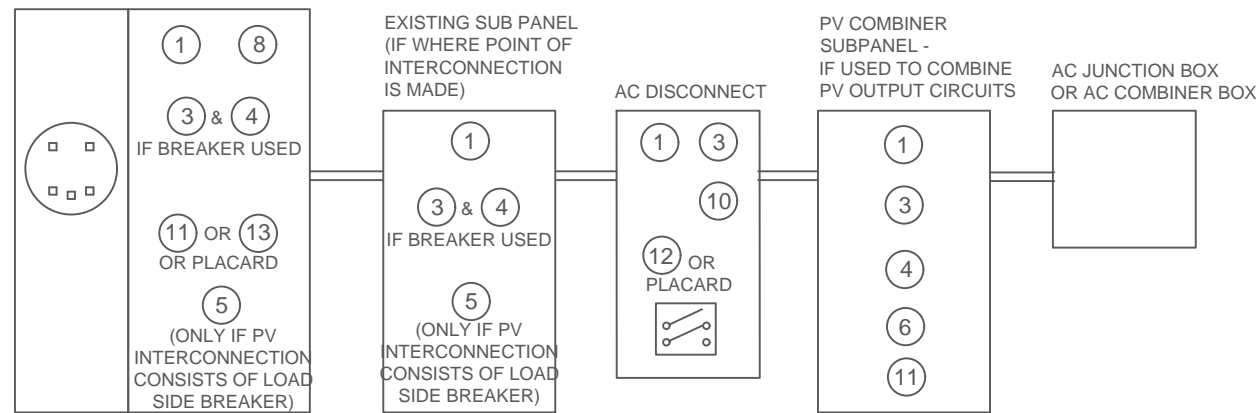 1 8
3 & 4
IF BREAKER USED
11 OR 13
OR PLACARD
5
(ONLY IF PV
INTERCONNECTION
CONSISTS OF LOAD
SIDE BREAKER)
EXISTING SUB PANEL
(IF WHERE POINT OF
INTERCONNECTION
IS MADE)
1
3 & 4
IF BREAKER USED
5
(ONLY IF PV
INTERCONNECTION
CONSISTS OF LOAD
SIDE BREAKER)
AC DISCONNECT
1 3
10
12 OR
PLACARD
PV COMBINER
SUBPANEL -
IF USED TO COMBINE
PV OUTPUT CIRCUITS
1
3
4
6
11
AC JUNCTION BOX
OR AC COMBINER BOX